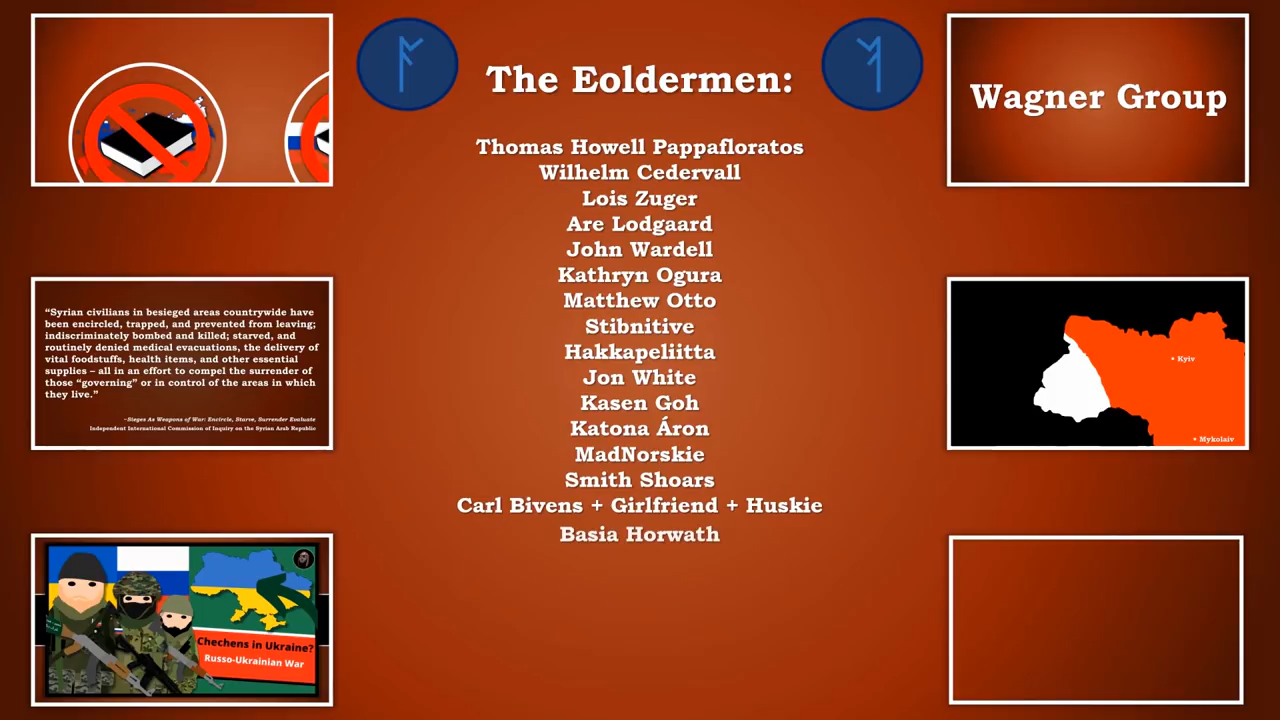 The Eoldermen:
Thomas Howell Pappafloratos
Wilhelm Cedervall
Lois Zuger
Are Lodgaard
John Wardell
Kathryn Ogura
Matthew Otto
Stibnitive
Hakkapeliitta
Jon White
Kasen Goh
Katona Áron
MadNorskie
Smith Shoars
Carl Bivens + Girlfriend + Huskie
Basia Horwath
“Syrian civilians in besieged areas countrywide have
been encircled, trapped, and prevented from leaving;
indiscriminately bombed and killed; starved, and
routinely denied medical evacuations, the delivery of
vital foodstuffs, health items, and other essential
supplies – all in an effort to compel the surrender of
those “governing” or in control of the areas in which
they live.”
–Sieges As Weapons of War: Encircle, Starve, Surrender Evaluate
Independent International Commission of Inquiry on the Syrian Arab Republic
Chechens in Ukraine?
Russo-Ukrainian War
Wagner Group
• Kyiv
• Mykolaiv